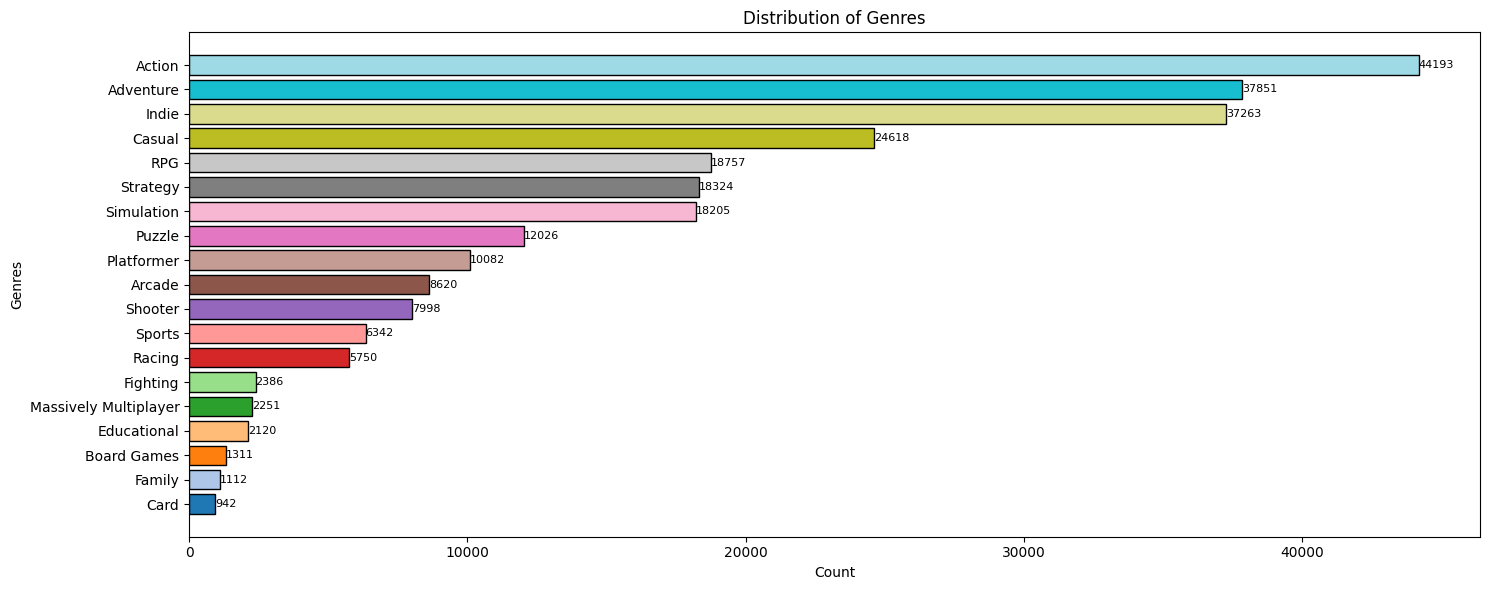 Distribution of Genres
Genres
Action 44193
Adventure 37851
Indie 37263
Casual 24618
RPG 18757
Strategy 18324
Simulation 18205
Puzzle 12026
Platformer 10082
Arcade 8620
Shooter 7998
Sports 6342
Racing 5750
Fighting 2386
Massively Multiplayer 2251
Educational 2120
Board Games 1311
Family 1112
Card 942
0 10000 20000 30000 40000
Count